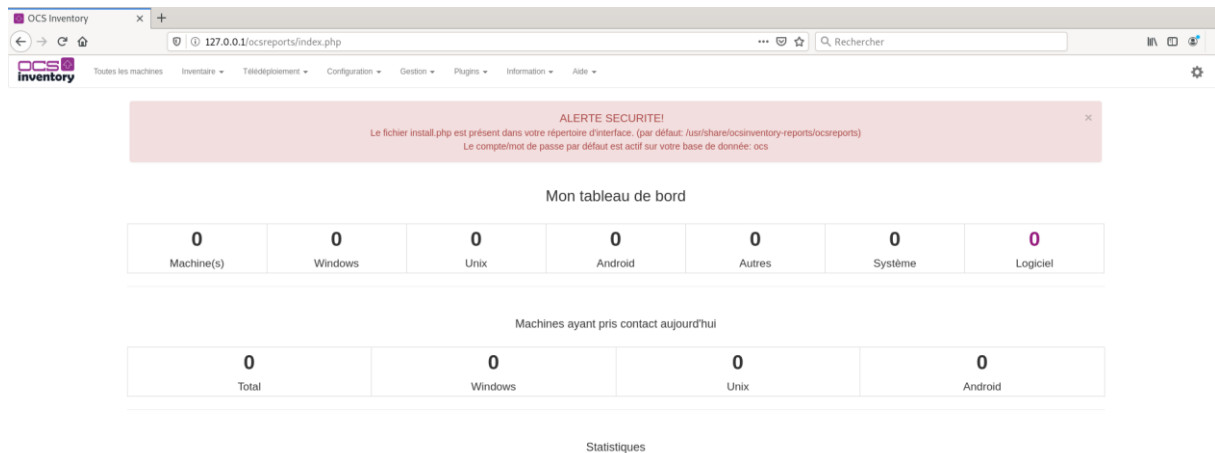 OCS Inventory
127.0.0.1/ocsreports/index.php
Rechercher
OCS inventory
Toutes les machines Inventaire Télédéploiement Configuration Gestion Plugins Information Aide
ALERTE SECURITE!
Le fichier install.php est présent dans votre répertoire d'interface. (par défaut: /usr/share/ocsinventory-reports/ocsreports)
Le compte/mot de passe par défaut est actif sur votre base de donnée: ocs
Mon tableau de bord
0 0 0 0 0 0 0
Machine(s) Windows Unix Android Autres Système Logiciel
Machines ayant pris contact aujourd'hui
0 0 0 0
Total Windows Unix Android
Statistiques